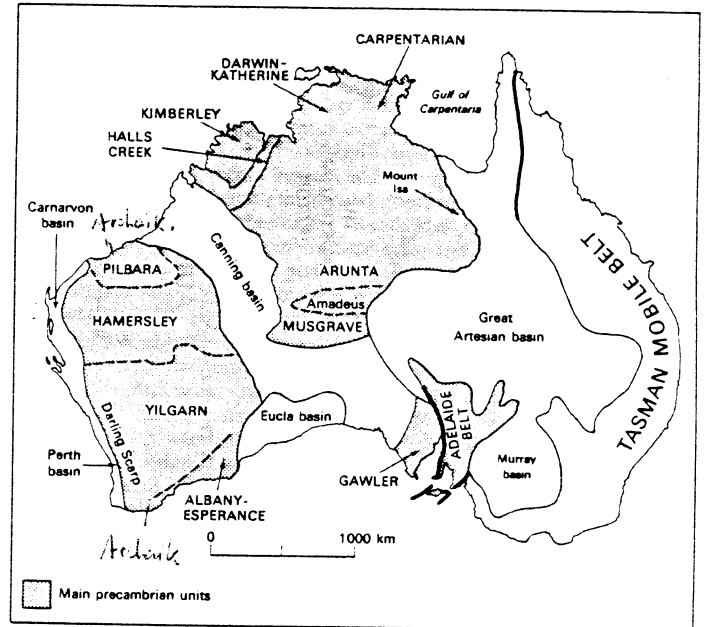 CARPENTARIAN
DARWIN-
KATHERINE
Gulf of
Carpentaria
KIMBERLEY
HALLS
CREEK
Mount
Isa
Carnarvon
basin
Archaik.
PILBARA
Canning basin
ARUNTA
Amadeus
MUSGRAVE
HAMERSLEY
Great
Artesian basin
TASMAN MOBILE BELT
YILGARN
Eucla basin
ADELAIDE
BELT
Darling Scarp
Perth
basin
Murray
basin
GAWLER
ALBANY-
ESPERANCE
Archaik
0 1000 km
Main precambrian units